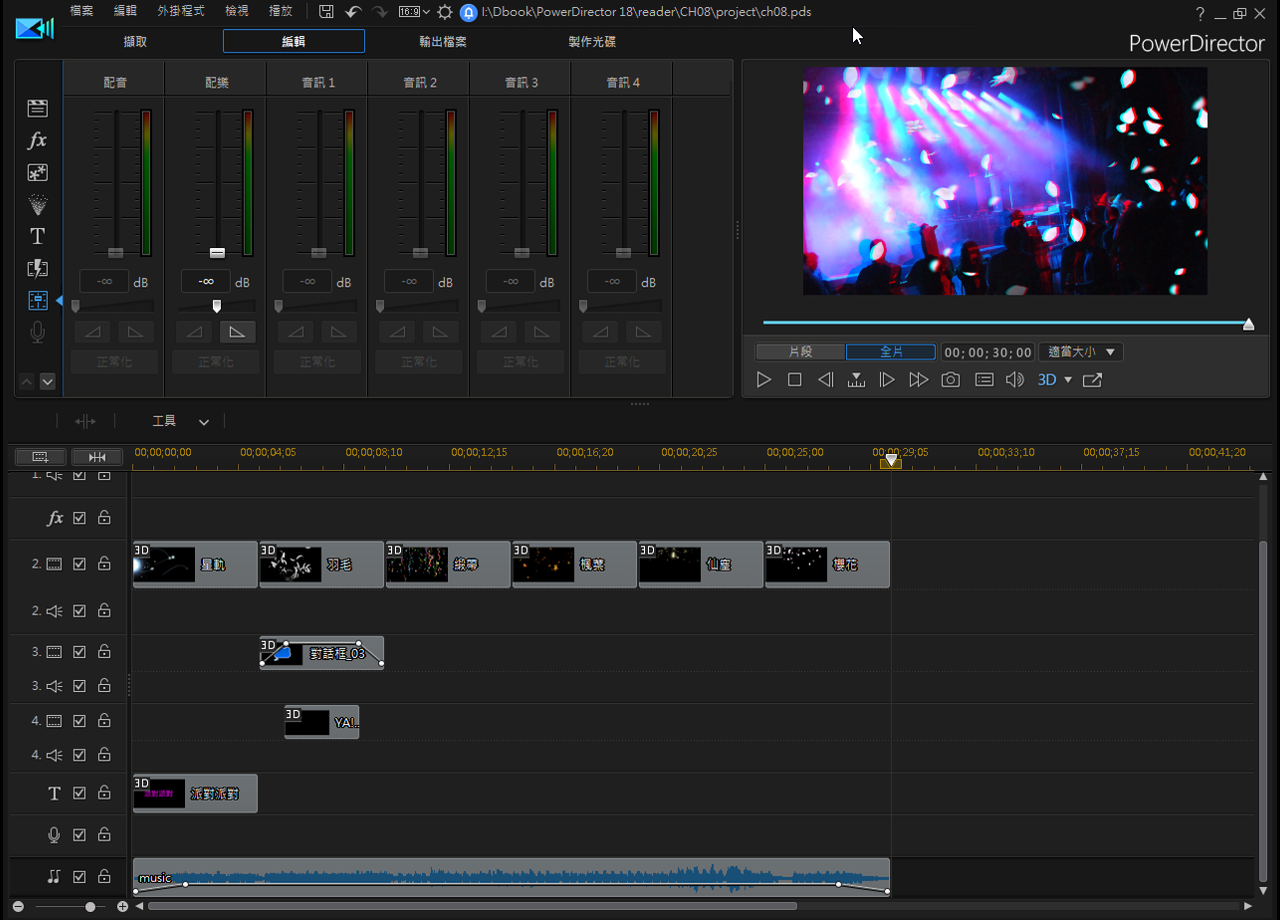 檔案 編輯 外掛程式 檢視 播放 16:9 I:\Dbook\PowerDirector 18\reader\CH08\project\ch08.pds ?
擷取 編輯 輸出檔案 製作光碟 PowerDirector
配音 配樂 音訊 1 音訊 2 音訊 3 音訊 4
fx
T
-∞ dB -∞ dB -∞ dB -∞ dB -∞ dB -∞ dB
正常化 正常化 正常化 正常化 正常化 正常化
片段 全片 00;00;30;00 適當大小
3D
工具
00;00;00;00 00;00;04;05 00;00;08;10 00;00;12;15 00;00;16;20 00;00;20;25 00;00;25;00 00;00;29;05 00;00;33;10 00;00;37;15 00;00;41;20
1.
fx
2. 3D 星軌 3D 羽毛 3D 緞帶 3D 楓葉 3D 仙塵 3D 櫻花
2.
3. 3D 對話框_03
3.
4. 3D YA!..
4.
T 3D 派對派對 派對派對
music